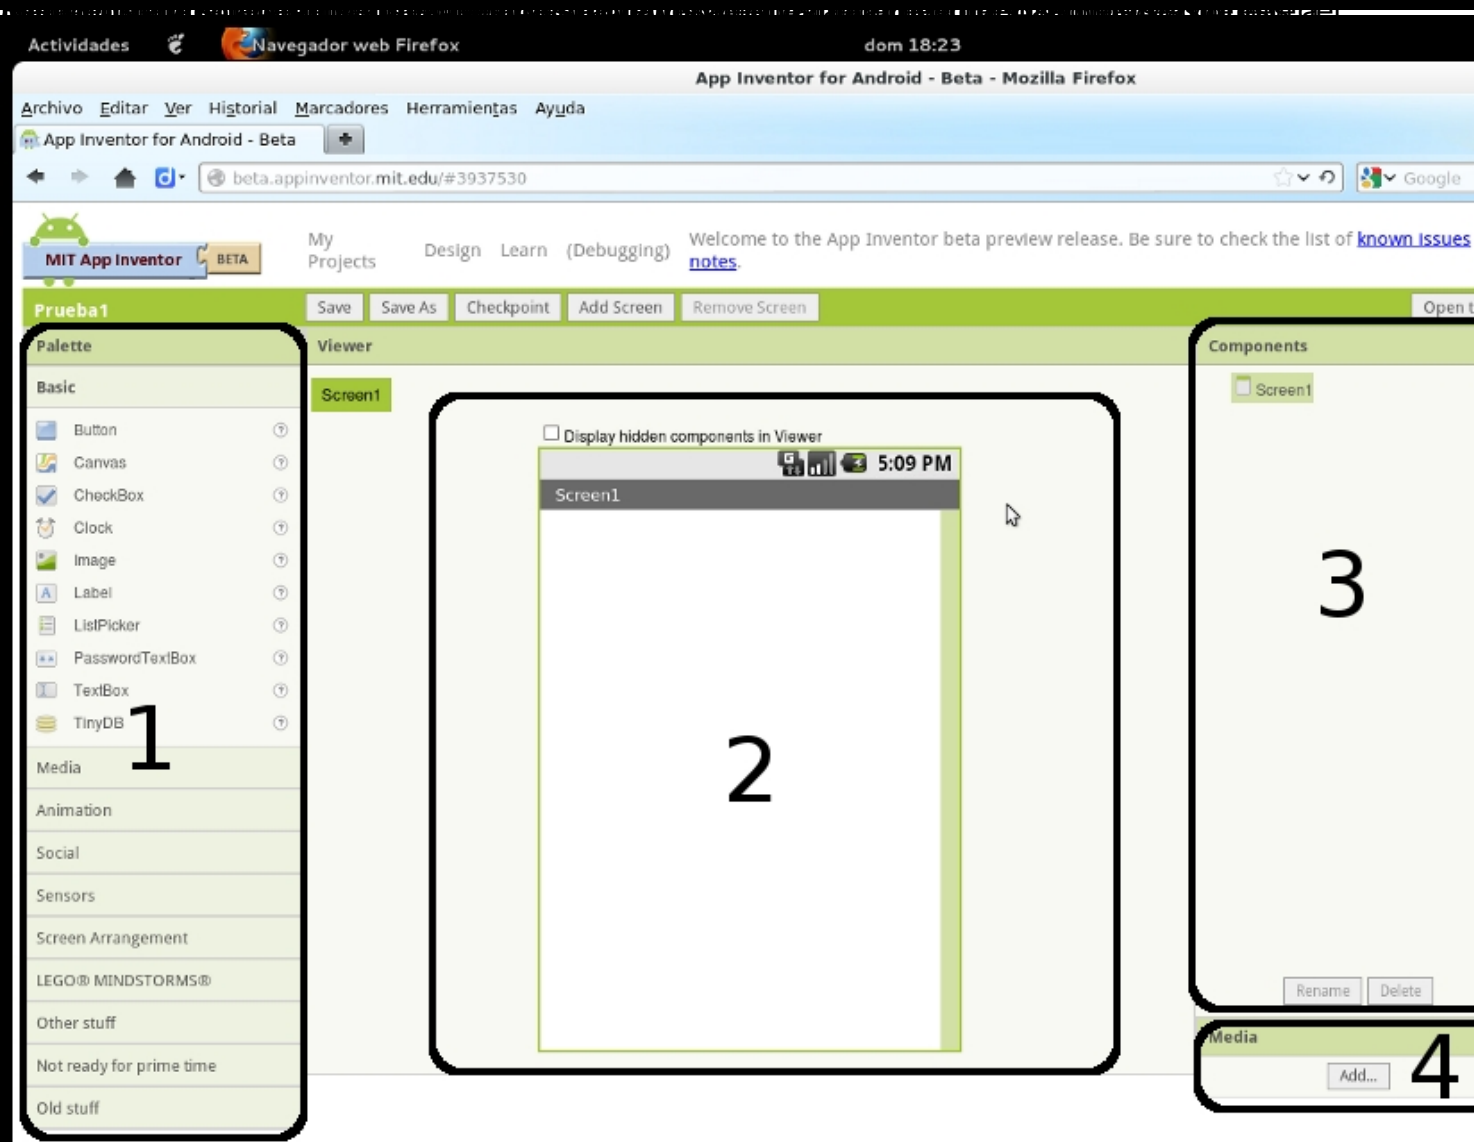 Actividades Navegador web Firefox dom 18:23
App Inventor for Android - Beta - Mozilla Firefox
Archivo Editar Ver Historial Marcadores Herramientas Ayuda
App Inventor for Android - Beta
beta.appinventor.mit.edu/#3937530 Google
MIT App Inventor BETA
My Projects Design Learn (Debugging)
Welcome to the App Inventor beta preview release. Be sure to check the list of known issues
notes.
Prueba1 Save Save As Checkpoint Add Screen Remove Screen Open t
Palette Viewer Components
Basic
Screen1
Screen1
Button
Canvas
CheckBox
Clock
Image
Label
ListPicker
PasswordTextBox
TextBox
TinyDB
1
Media
Animation
Social
Sensors
Screen Arrangement
LEGO® MINDSTORMS®
Other stuff
Not ready for prime time
Old stuff
Display hidden components in Viewer
5:09 PM
Screen1
2
3
Rename Delete
Media
Add...
4